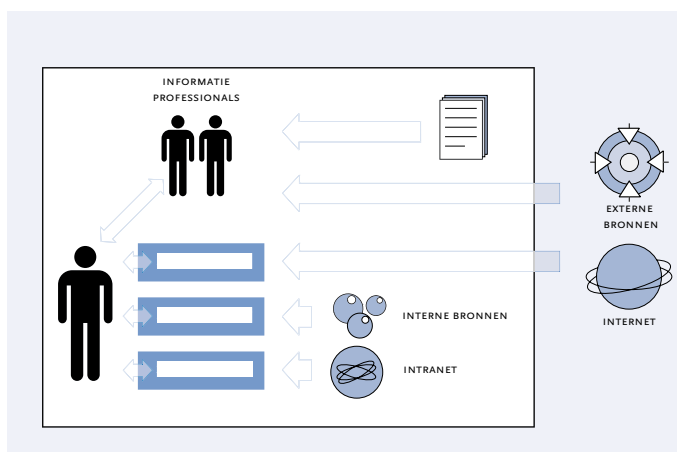 INFORMATIE
PROFESSIONALS
EXTERNE
BRONNEN
INTERNET
INTERNE BRONNEN
INTRANET